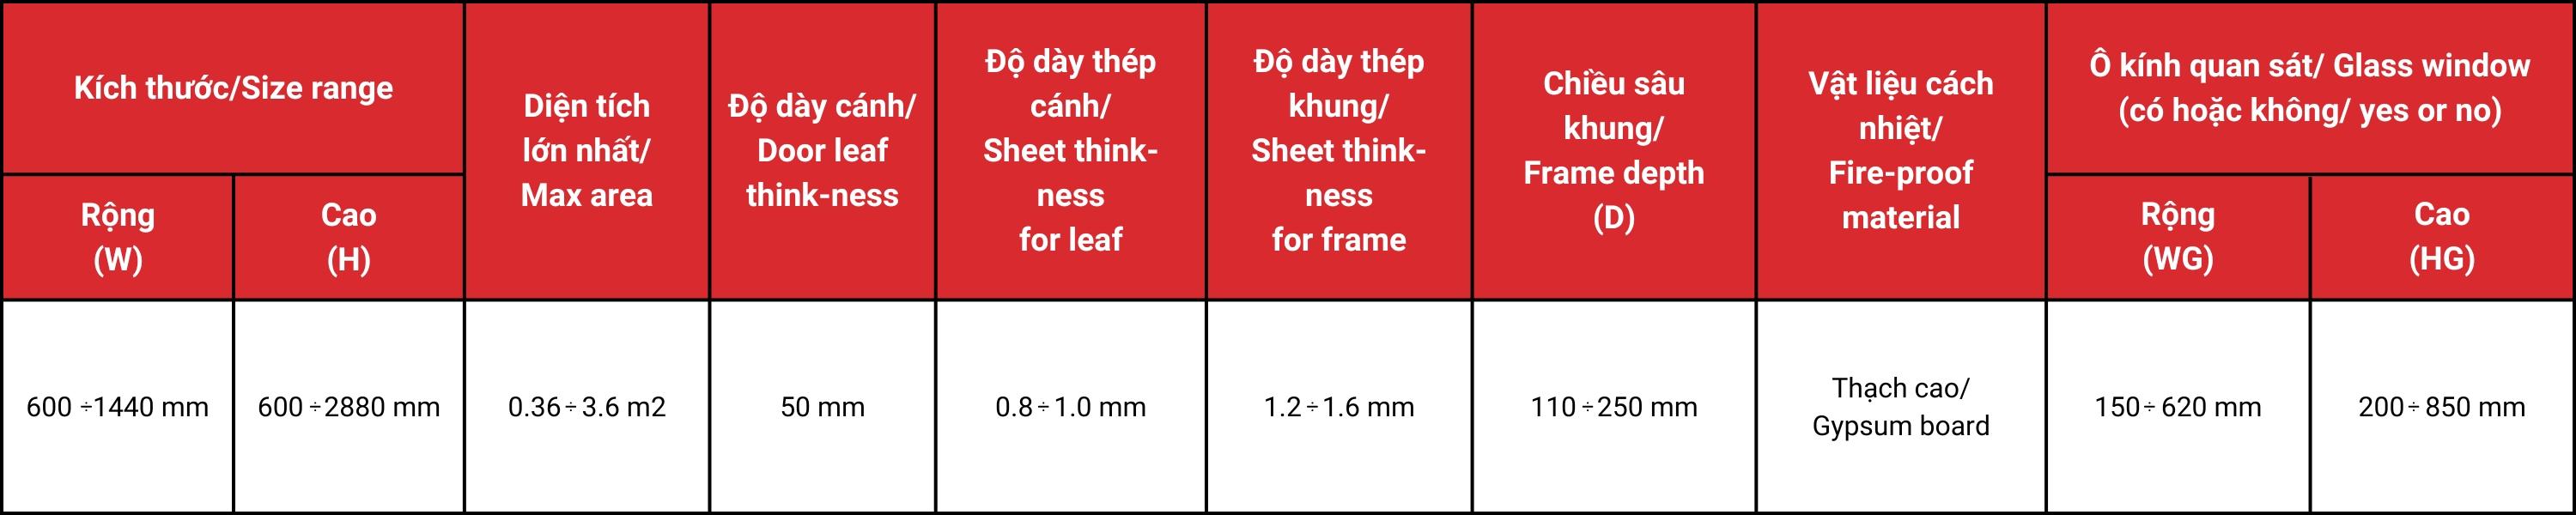 Kích thước/Size range
Rộng
(W)
Cao
(H)
Diện tích
lớn nhất/
Max area
Độ dày cánh/
Door leaf
think-ness
Độ dày thép
cánh/
Sheet think-
ness
for leaf
Độ dày thép
khung/
Sheet think-
ness
for frame
Chiều sâu
khung/
Frame depth
(D)
Vật liệu cách
nhiệt/
Fire-proof
material
Ô kính quan sát/ Glass window
(có hoặc không/ yes or no)
Rộng
(WG)
Cao
(HG)
600 ÷1440 mm
600 ÷2880 mm
0.36÷3.6 m2
50 mm
0.8÷1.0 mm
1.2÷1.6 mm
110 ÷250 mm
Thạch cao/
Gypsum board
150÷ 620 mm
200÷ 850 mm